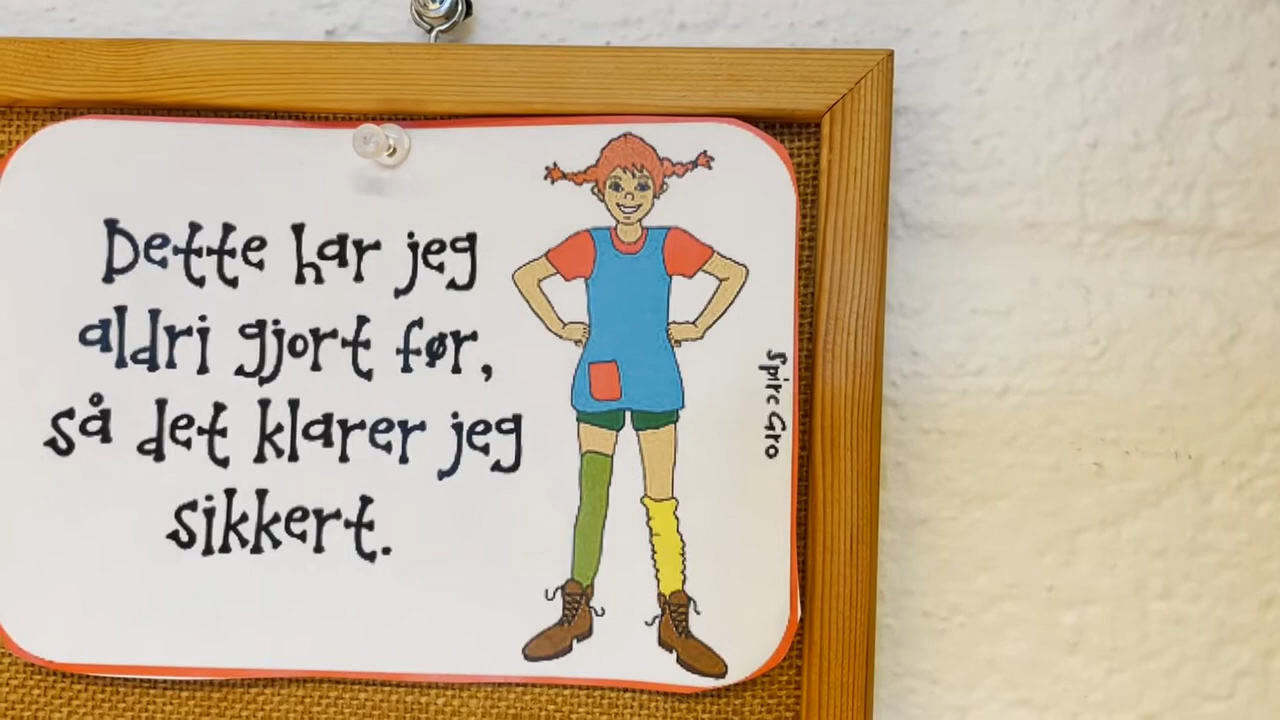 Dette har jeg
aldri gjort før,
så det klarer jeg
sikkert.
Spire Gro